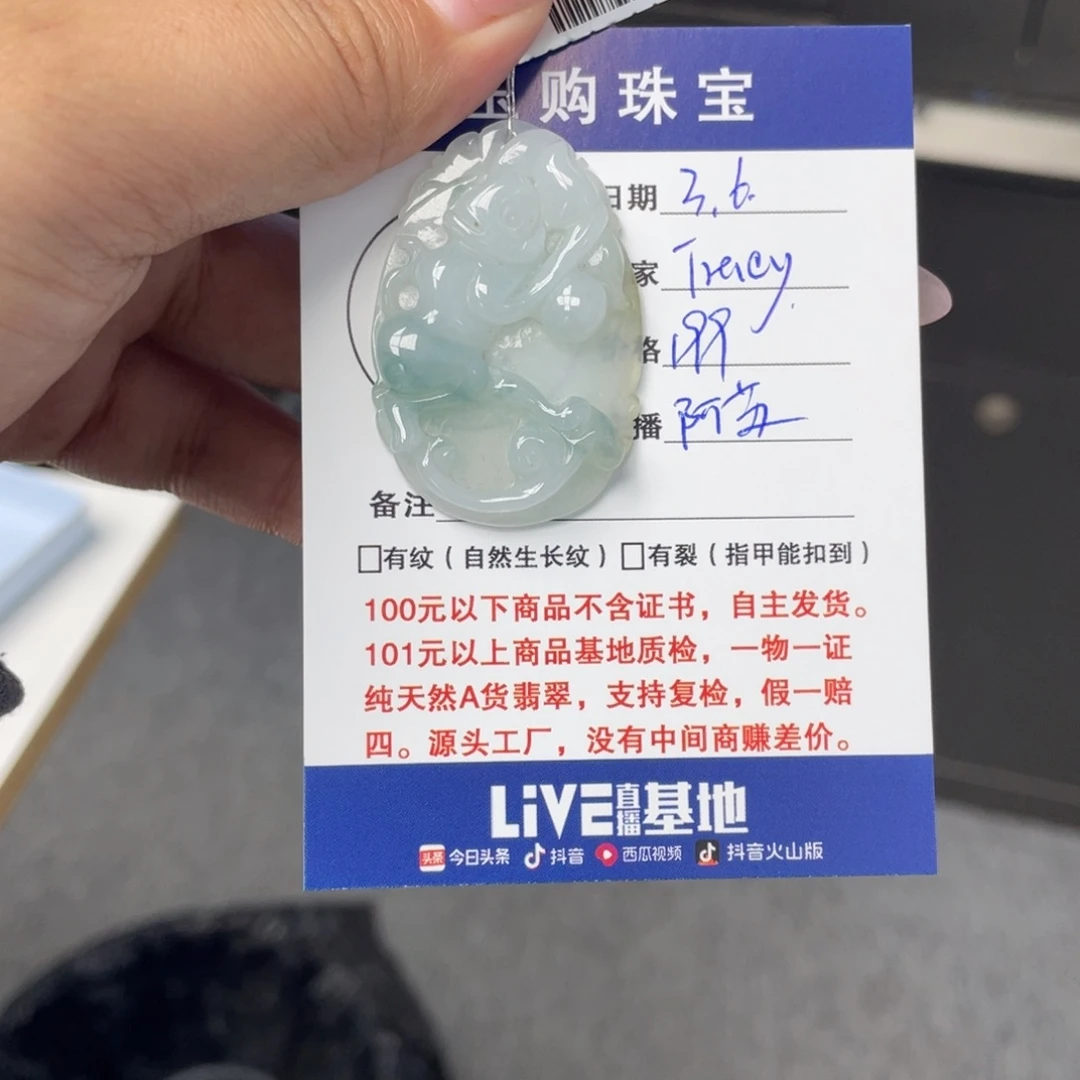 购珠宝
日期 3.6.
家 Tracy
格 199
播 阿芸
备注
□有纹（自然生长纹）□有裂（指甲能扣到）
100元以下商品不含证书，自主发货。
101元以上商品基地质检，一物一证
纯天然A货翡翠，支持复检，假一赔
四。源头工厂，没有中间商赚差价。
LiVE直播基地
头条 今日头条 抖音 西瓜视频 抖音火山版